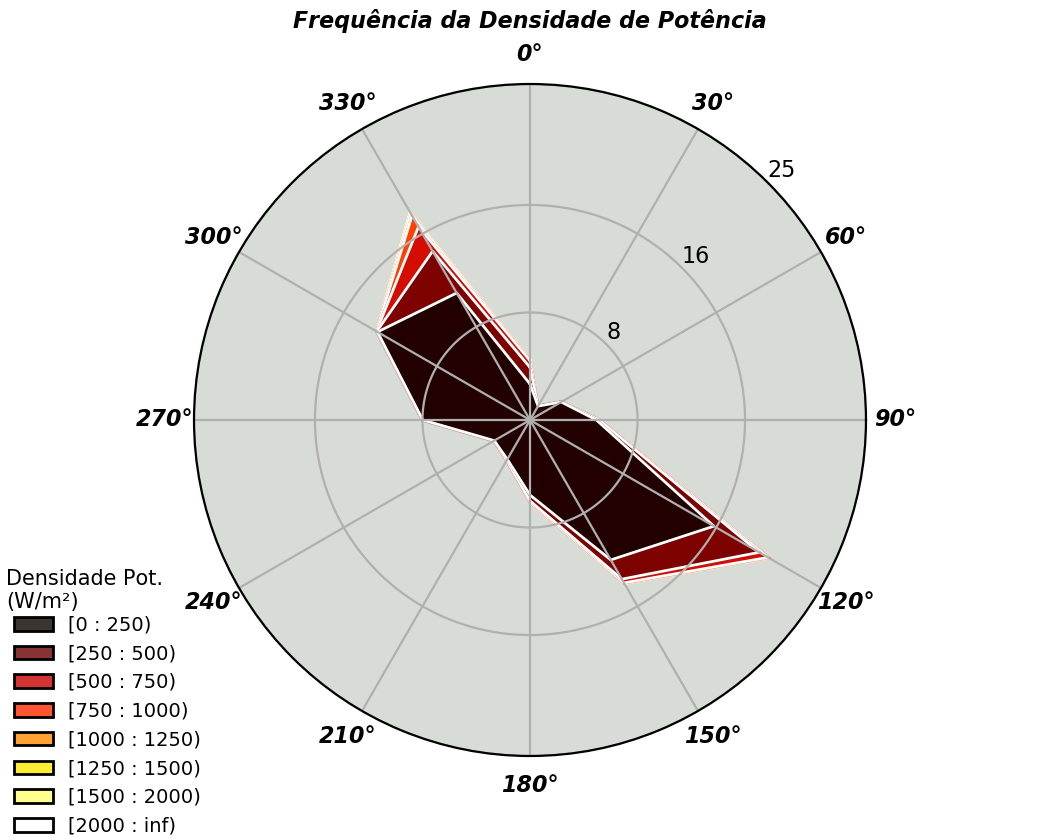 Frequência da Densidade de Potência
0°
330°
30°
25
300°
60°
16
8
270°
90°
240°
120°
210°
150°
180°
Densidade Pot.
(W/m²)
[0 : 250)
[250 : 500)
[500 : 750)
[750 : 1000)
[1000 : 1250)
[1250 : 1500)
[1500 : 2000)
[2000 : inf)